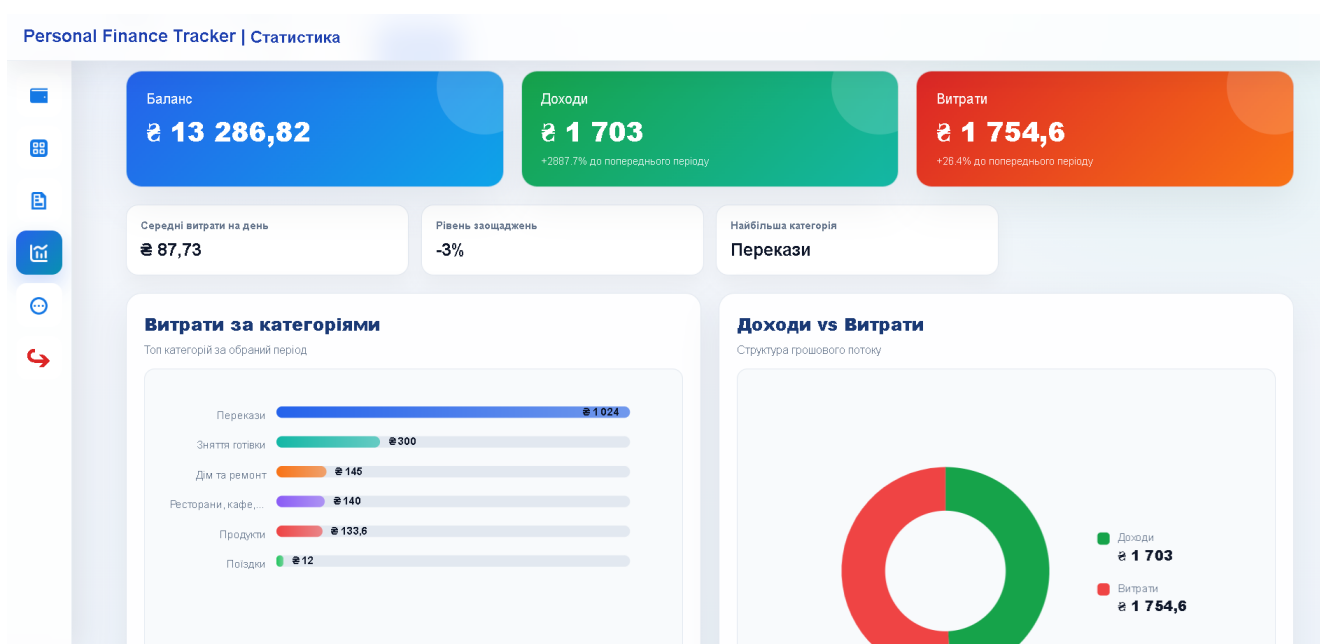 Personal Finance Tracker | Статистика
Баланс
₴ 13 286,82
Доходи
₴ 1 703
+2887.7% до попереднього періоду
Витрати
₴ 1 754,6
+26.4% до попереднього періоду
Середні витрати на день
₴ 87,73
Рівень заощаджень
-3%
Найбільша категорія
Перекази
Витрати за категоріями
Топ категорій за обраний період
Перекази ₴ 1 024
Зняття готівки ₴ 300
Дім та ремонт ₴ 145
Ресторани, кафе,... ₴ 140
Продукти ₴ 133,6
Поїздки ₴ 12
Доходи vs Витрати
Структура грошового потоку
Доходи
₴ 1 703
Витрати
₴ 1 754,6